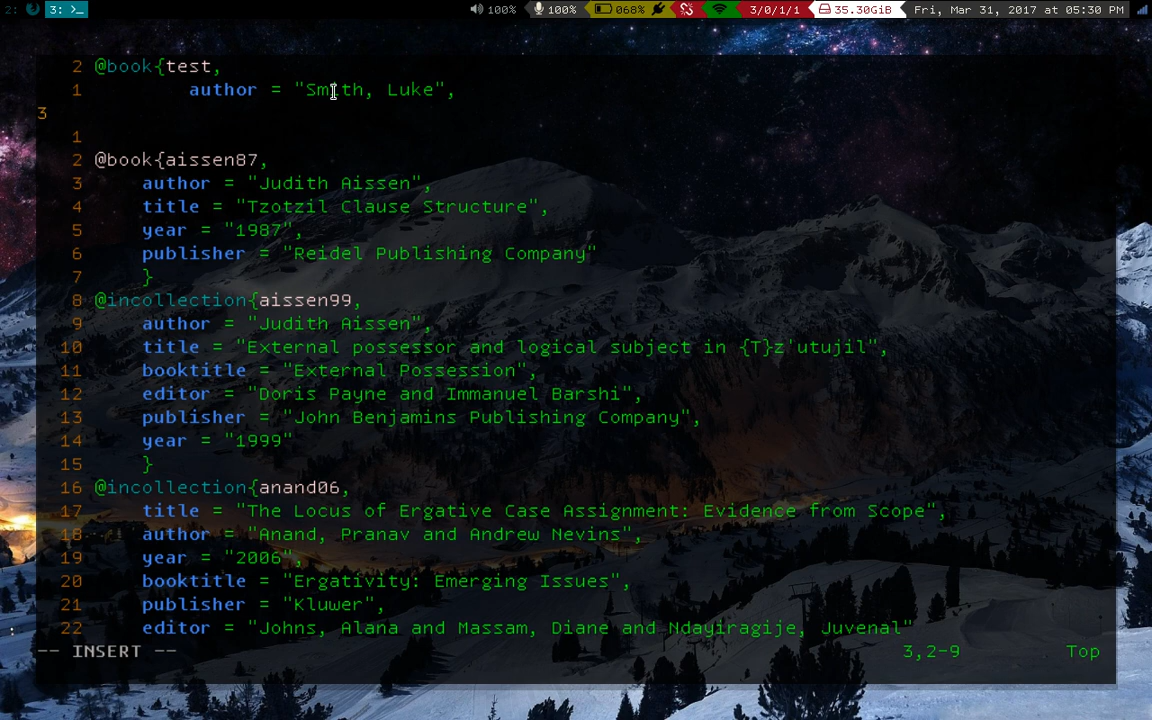 2: 3: >_ 100% 100% 068% 3/0/1/1 35.30GiB Fri, Mar 31, 2017 at 05:30 PM
2 @book{test,
1 author = "Smith, Luke",
3
1
2 @book{aissen87,
3 author = "Judith Aissen",
4 title = "Tzotzil Clause Structure",
5 year = "1987",
6 publisher = "Reidel Publishing Company"
7 }
8 @incollection{aissen99,
9 author = "Judith Aissen",
10 title = "External possessor and logical subject in {T}z'utujil",
11 booktitle = "External Possession",
12 editor = "Doris Payne and Immanuel Barshi",
13 publisher = "John Benjamins Publishing Company",
14 year = "1999"
15 }
16 @incollection{anand06,
17 title = "The Locus of Ergative Case Assignment: Evidence from Scope",
18 author = "Anand, Pranav and Andrew Nevins",
19 year = "2006",
20 booktitle = "Ergativity: Emerging Issues",
21 publisher = "Kluwer",
22 editor = "Johns, Alana and Massam, Diane and Ndayiragije, Juvenal"
-- INSERT -- 3,2-9 Top